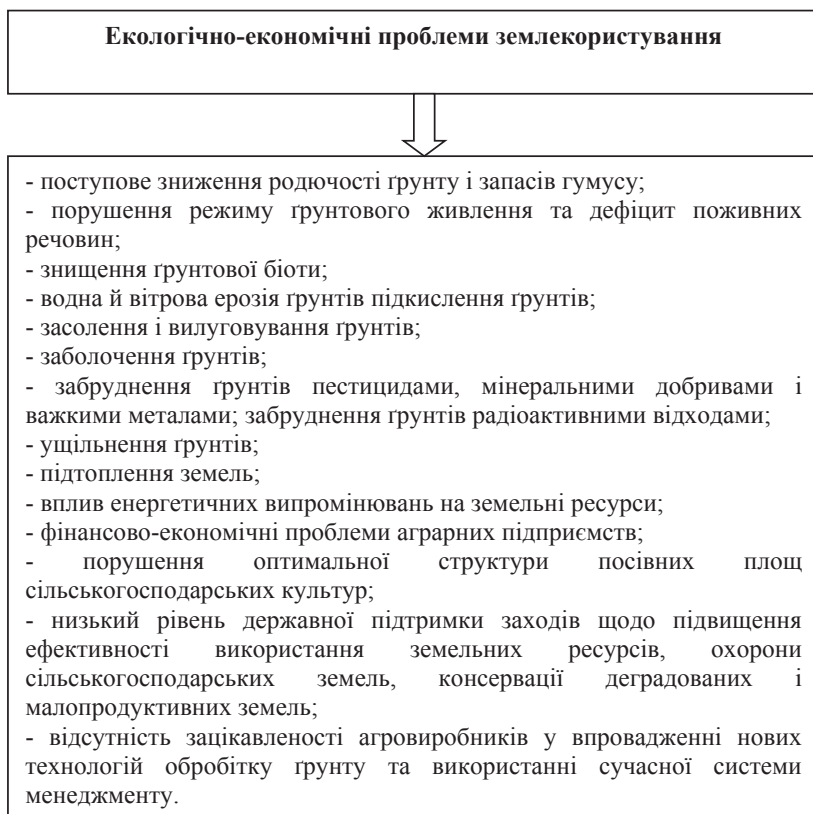 Екологічно-економічні проблеми землекористування
- поступове зниження родючості ґрунту і запасів гумусу;
- порушення режиму ґрунтового живлення та дефіцит поживних
речовин;
- знищення ґрунтової біоти;
- водна й вітрова ерозія ґрунтів підкислення ґрунтів;
- засолення і вилуговування ґрунтів;
- заболочення ґрунтів;
- забруднення ґрунтів пестицидами, мінеральними добривами і
важкими металами; забруднення ґрунтів радіоактивними відходами;
- ущільнення ґрунтів;
- підтоплення земель;
- вплив енергетичних випромінювань на земельні ресурси;
- фінансово-економічні проблеми аграрних підприємств;
- порушення оптимальної структури посівних площ
сільськогосподарських культур;
- низький рівень державної підтримки заходів щодо підвищення
ефективності використання земельних ресурсів, охорони
сільськогосподарських земель, консервації деградованих і
малопродуктивних земель;
- відсутність зацікавленості агровиробників у впровадженні нових
технологій обробітку ґрунту та використанні сучасної системи
менеджменту.